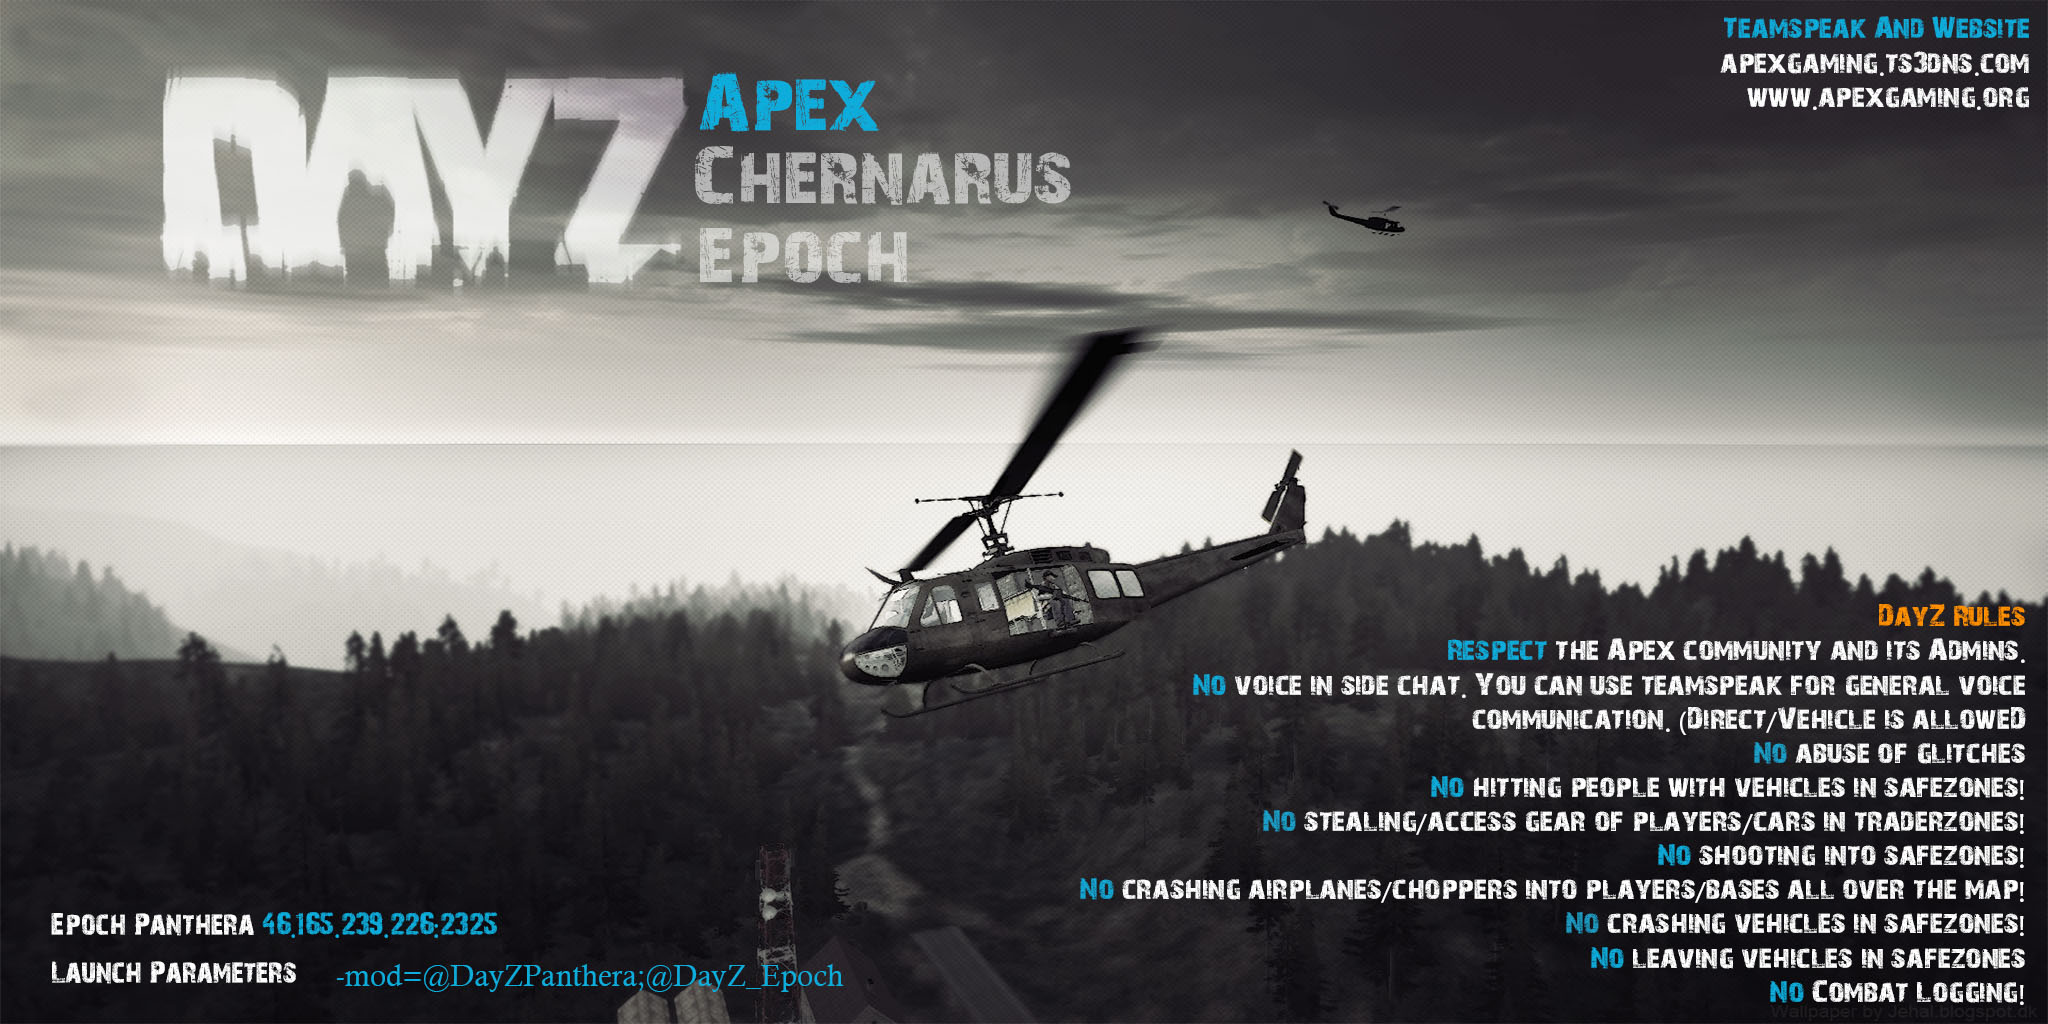 Teamspeak And Website
apexgaming.ts3dns.com
www.apexgaming.org
DAYZ
Apex
Chernarus
Epoch
DayZ Rules
Respect the Apex community and its Admins.
No voice in side chat. You can use teamspeak for general voice
communication. (Direct/Vehicle is allowed
No abuse of glitches
No hitting people with vehicles in safezones!
No stealing/access gear of players/cars in traderzones!
No shooting into safezones!
No crashing airplanes/choppers into players/bases all over the map!
No crashing vehicles in safezones!
No leaving vehicles in safezones
No Combat Logging!
Epoch Panthera 46.165.239.226:2325
Launch Parameters -mod=@DayZPanthera;@DayZ_Epoch
Wallpaper by Jehal.blogspot.dk